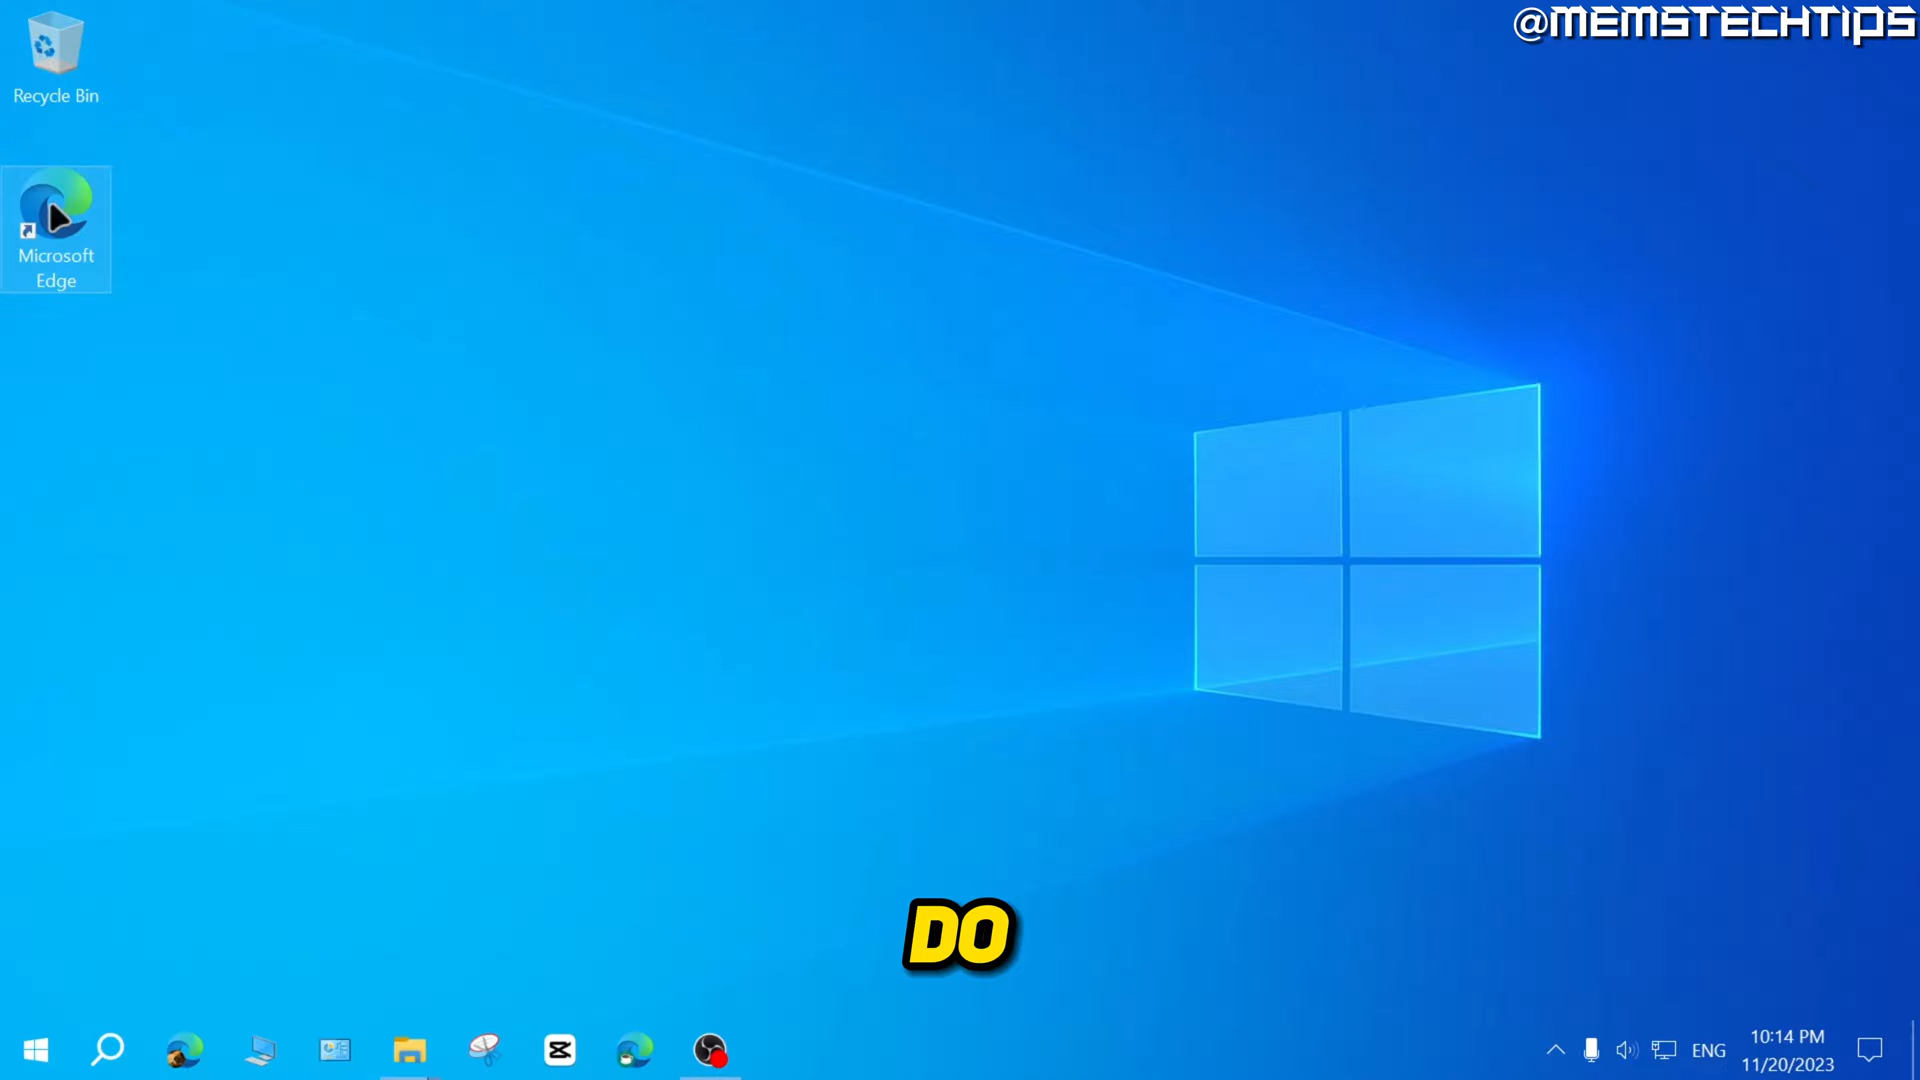 @MEMSTECHTIPS
Recycle Bin
Microsoft
Edge
DO
ENG
10:14 PM
11/20/2023